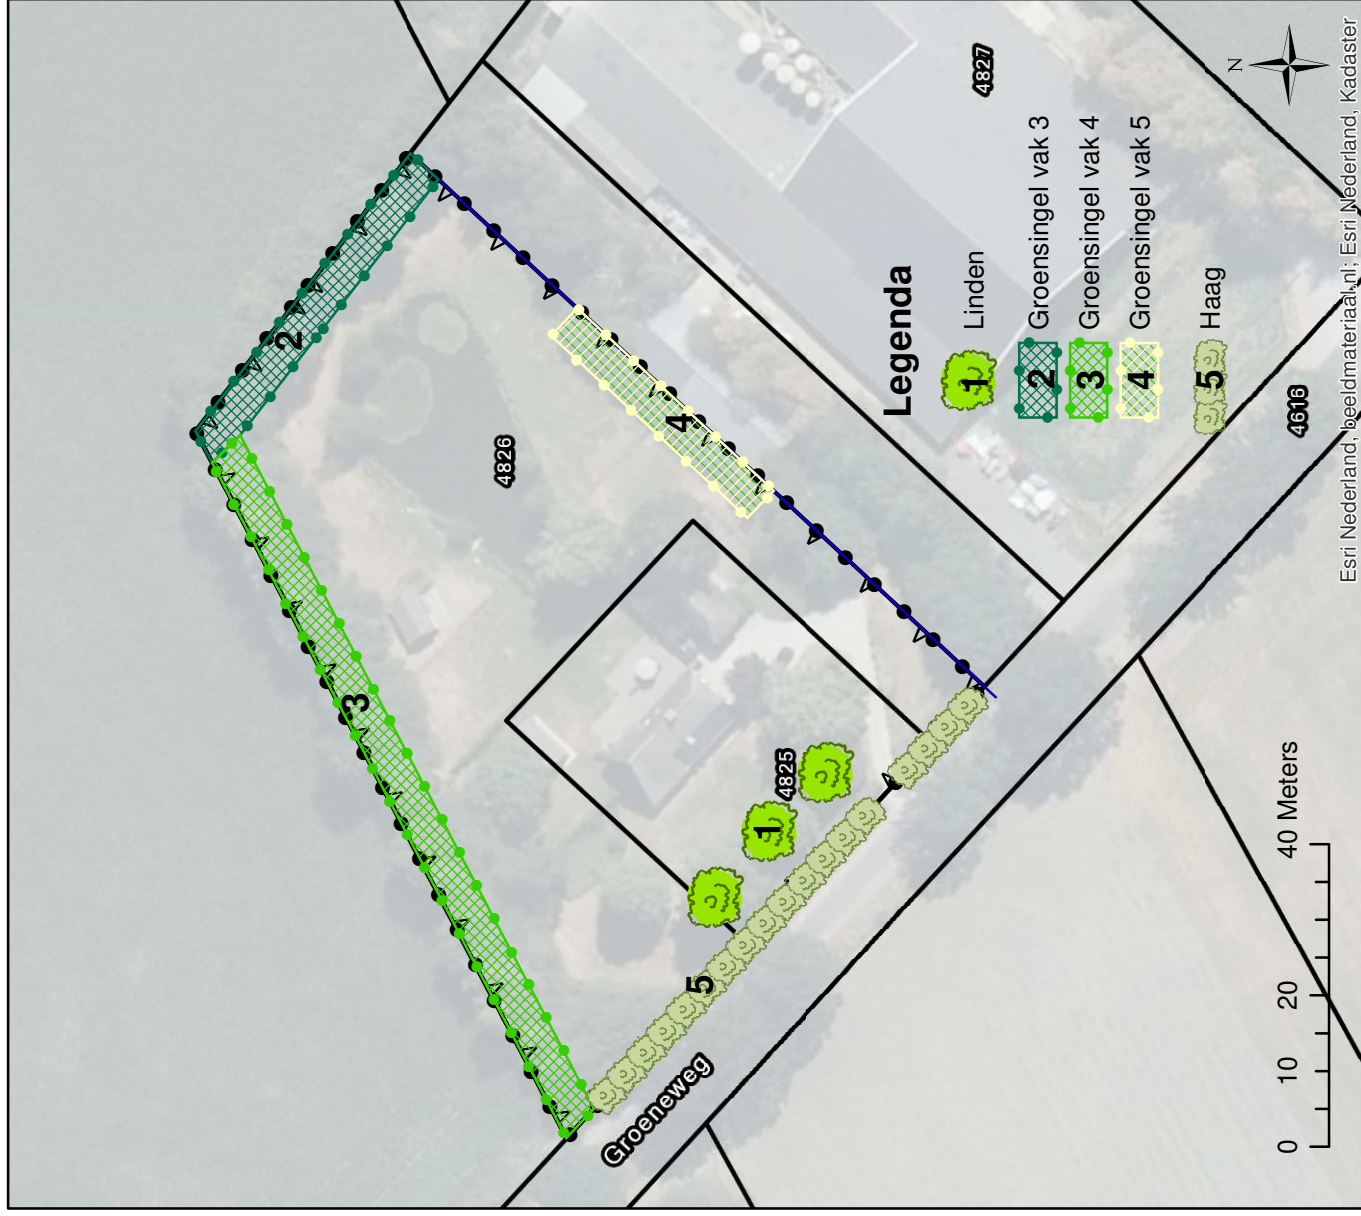 2
3
4
5
1
4826
4825
4827
4613
Groeneweg
Legenda
1 Linden
2 Groensingel vak 3
3 Groensingel vak 4
4 Groensingel vak 5
5 Haag
N
0 10 20 40 Meters
Esri Nederland, beeldmateriaal.nl; Esri Nederland, Kadaster